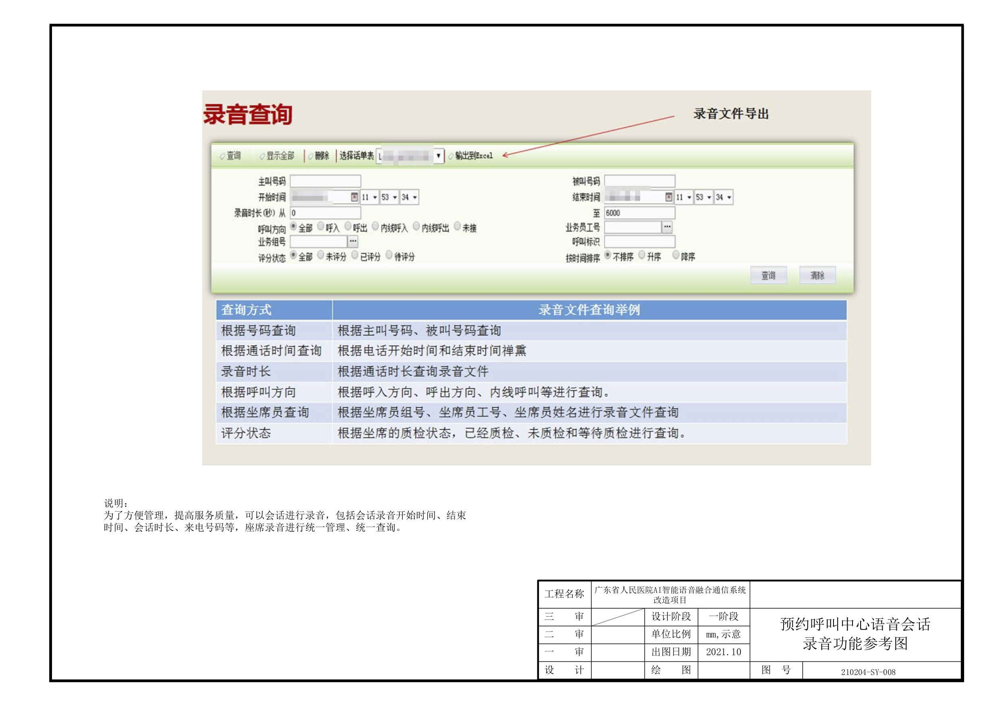 录音查询
录音文件导出
查询 显示全部 删除 选择话单表 L 输出到Excel
主叫号码 被叫号码
开始时间 11 53 34 结束时间 11 53 34
录音时长(秒) 从 0 至 6000
呼叫方向 全部 呼入 呼出 内线呼入 内线呼出 未接 业务员工号
业务组号 ... 呼叫标识
评分状态 全部 未评分 已评分 待评分 按时间排序 不排序 升序 降序
查询 清除
查询方式 录音文件查询举例
根据号码查询 根据主叫号码、被叫号码查询
根据通话时间查询 根据电话开始时间和结束时间禅熏
录音时长 根据通话时长查询录音文件
根据呼叫方向 根据呼入方向、呼出方向、内线呼叫等进行查询。
根据坐席员查询 根据坐席员组号、坐席员工号、坐席员姓名进行录音文件查询
评分状态 根据坐席的质检状态，已经质检、未质检和等待质检进行查询。
说明：
为了方便管理，提高服务质量，可以会话进行录音，包括会话录音开始时间、结束
时间、会话时长、来电号码等，座席录音进行统一管理、统一查询。
工程名称 广东省人民医院AI智能语音融合通信系统
改造项目
三 审 设计阶段 一阶段
二 审 单位比例 mm,示意
一 审 出图日期 2021.10
预约呼叫中心语音会话
录音功能参考图
设 计 绘 图 图 号 210204-SY-008